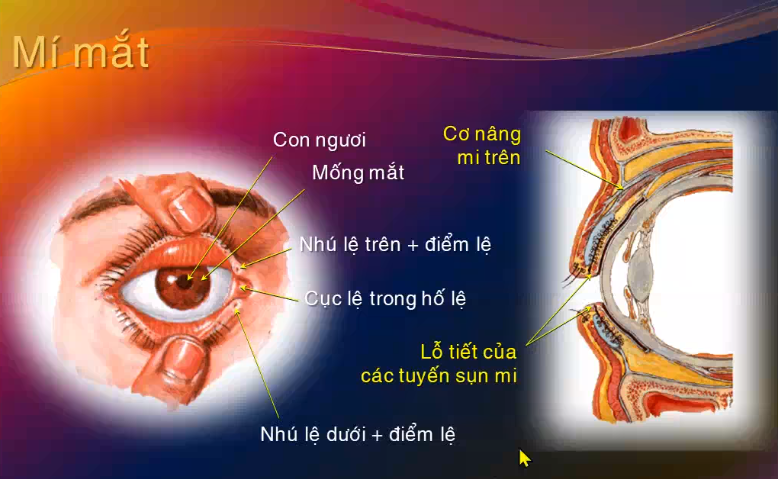 Mí mắt
Con ngươi
Mống mắt
Nhú lệ trên + điểm lệ
Cục lệ trong hố lệ
Nhú lệ dưới + điểm lệ
Cơ nâng
mi trên
Lỗ tiết của
các tuyến sụn mi